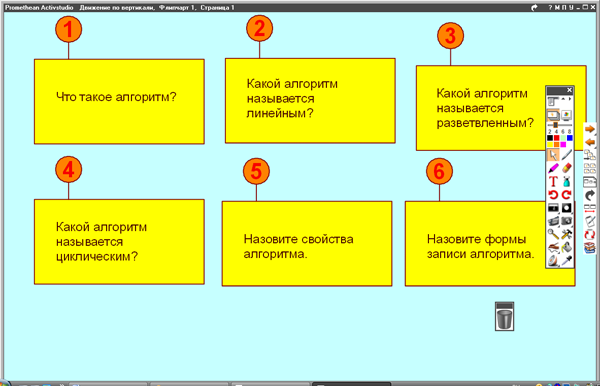 Promethean Activstudio Движение по вертикали, Флипчарт 1, Страница 1
? М П У
1
2
3
Что такое алгоритм?
Какой алгоритм
называется
линейным?
Какой алгоритм
называется
разветвленным?
2 4 6 8
4
5
6
Какой алгоритм
называется
циклическим?
Назовите свойства
алгоритма.
Назовите формы
записи алгоритма.